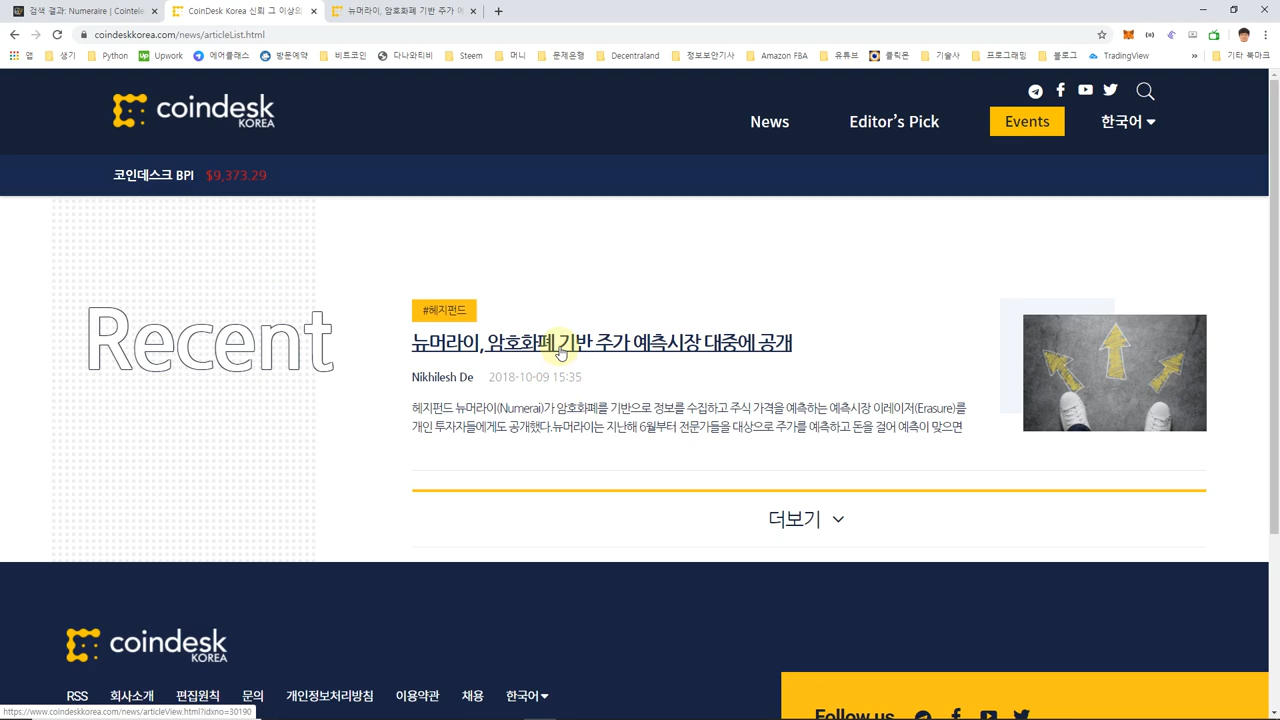 검색 결과: Numeraire | Cointele
CoinDesk Korea 신뢰 그 이상의
뉴머라이, 암호화폐 기반 주가 예
coindeskkorea.com/news/articleList.html
앱 생기 Python Upwork 에어클래스 방문예약 비트코인 다나와티비 Steem 머니 문제은행 Decentraland 정보보안기사 Amazon FBA 유튜브 클릭몬 기술사 프로그래밍 블로그 TradingView » 기타 북마크
coindesk
KOREA
News Editor's Pick Events 한국어
코인데스크 BPI $9,373.29
Recent
#헤지펀드
뉴머라이, 암호화폐 기반 주가 예측시장 대중에 공개
Nikhilesh De 2018-10-09 15:35
헤지펀드 뉴머라이(Numerai)가 암호화폐를 기반으로 정보를 수집하고 주식 가격을 예측하는 예측시장 이레이저(Erasure)를
개인 투자자들에게도 공개했다.뉴머라이는 지난해 6월부터 전문가들을 대상으로 주가를 예측하고 돈을 걸어 예측이 맞으면
더보기
coindesk
KOREA
RSS 회사소개 편집원칙 문의 개인정보처리방침 이용약관 채용 한국어
Follow us
https://www.coindeskkorea.com/news/articleView.html?idxno=30190